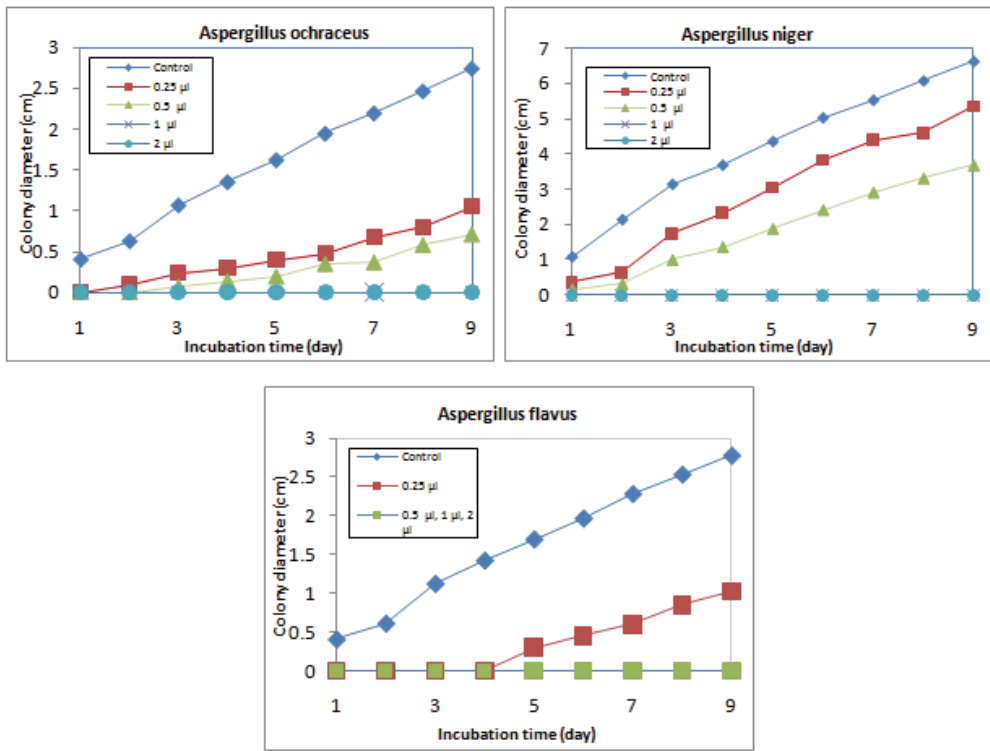 Aspergillus ochraceus
3
2.5
2
1.5
1
0.5
0
Colony diameter (cm)
Control
0.25 µl
0.5 µl
1 µl
2 µl
1 3 5 7 9
Incubation time (day)
Aspergillus niger
7
6
5
4
3
2
1
0
Colony diameter (cm)
Control
0.25 µl
0.5 µl
1 µl
2 µl
1 3 5 7 9
Incubation time (day)
Aspergillus flavus
3
2.5
2
1.5
1
0.5
0
Colony diameter (cm)
Control
0.25 µl
0.5 µl, 1 µl, 2
µl
1 3 5 7 9
Incubation time (day)